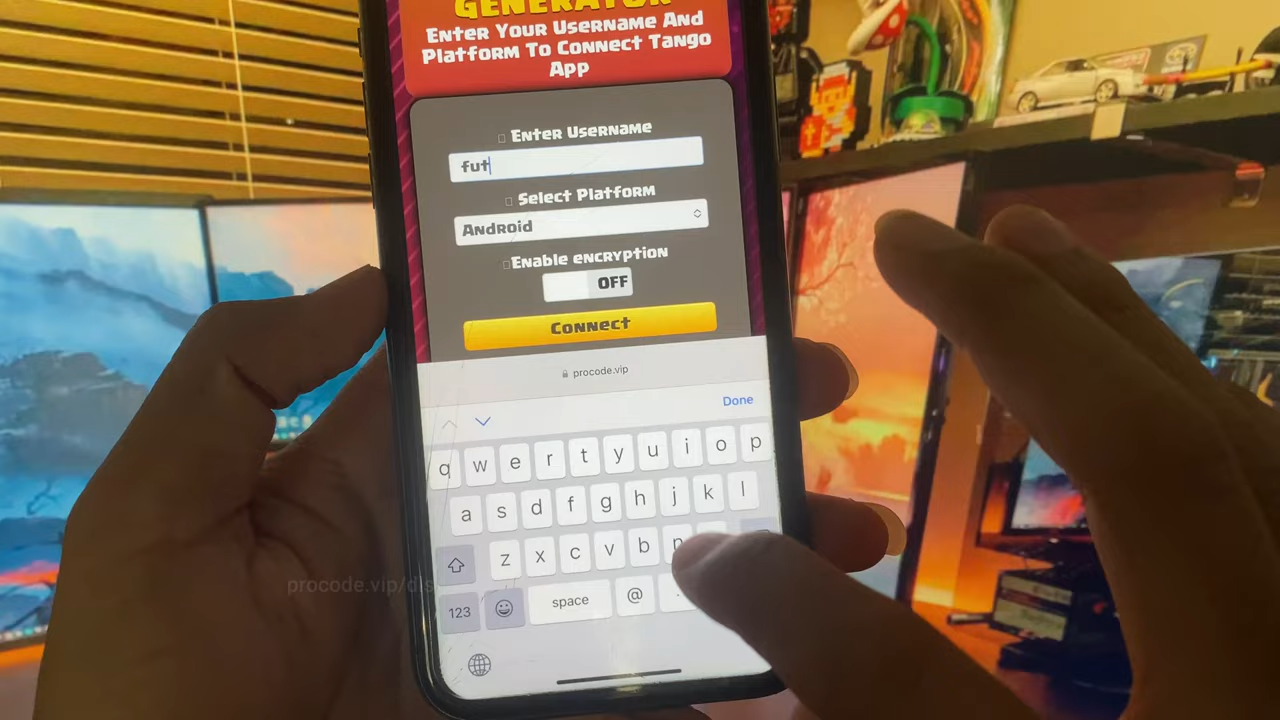 GENERATOR
Enter Your Username And
Platform To Connect Tango
App
Enter Username
fut
Select Platform
Android
Enable encryption
OFF
Connect
procode.vip
Done
q w e r t y u i o p
a s d f g h j k l
z x c v b n
123 space @ .
procode.vip/dis